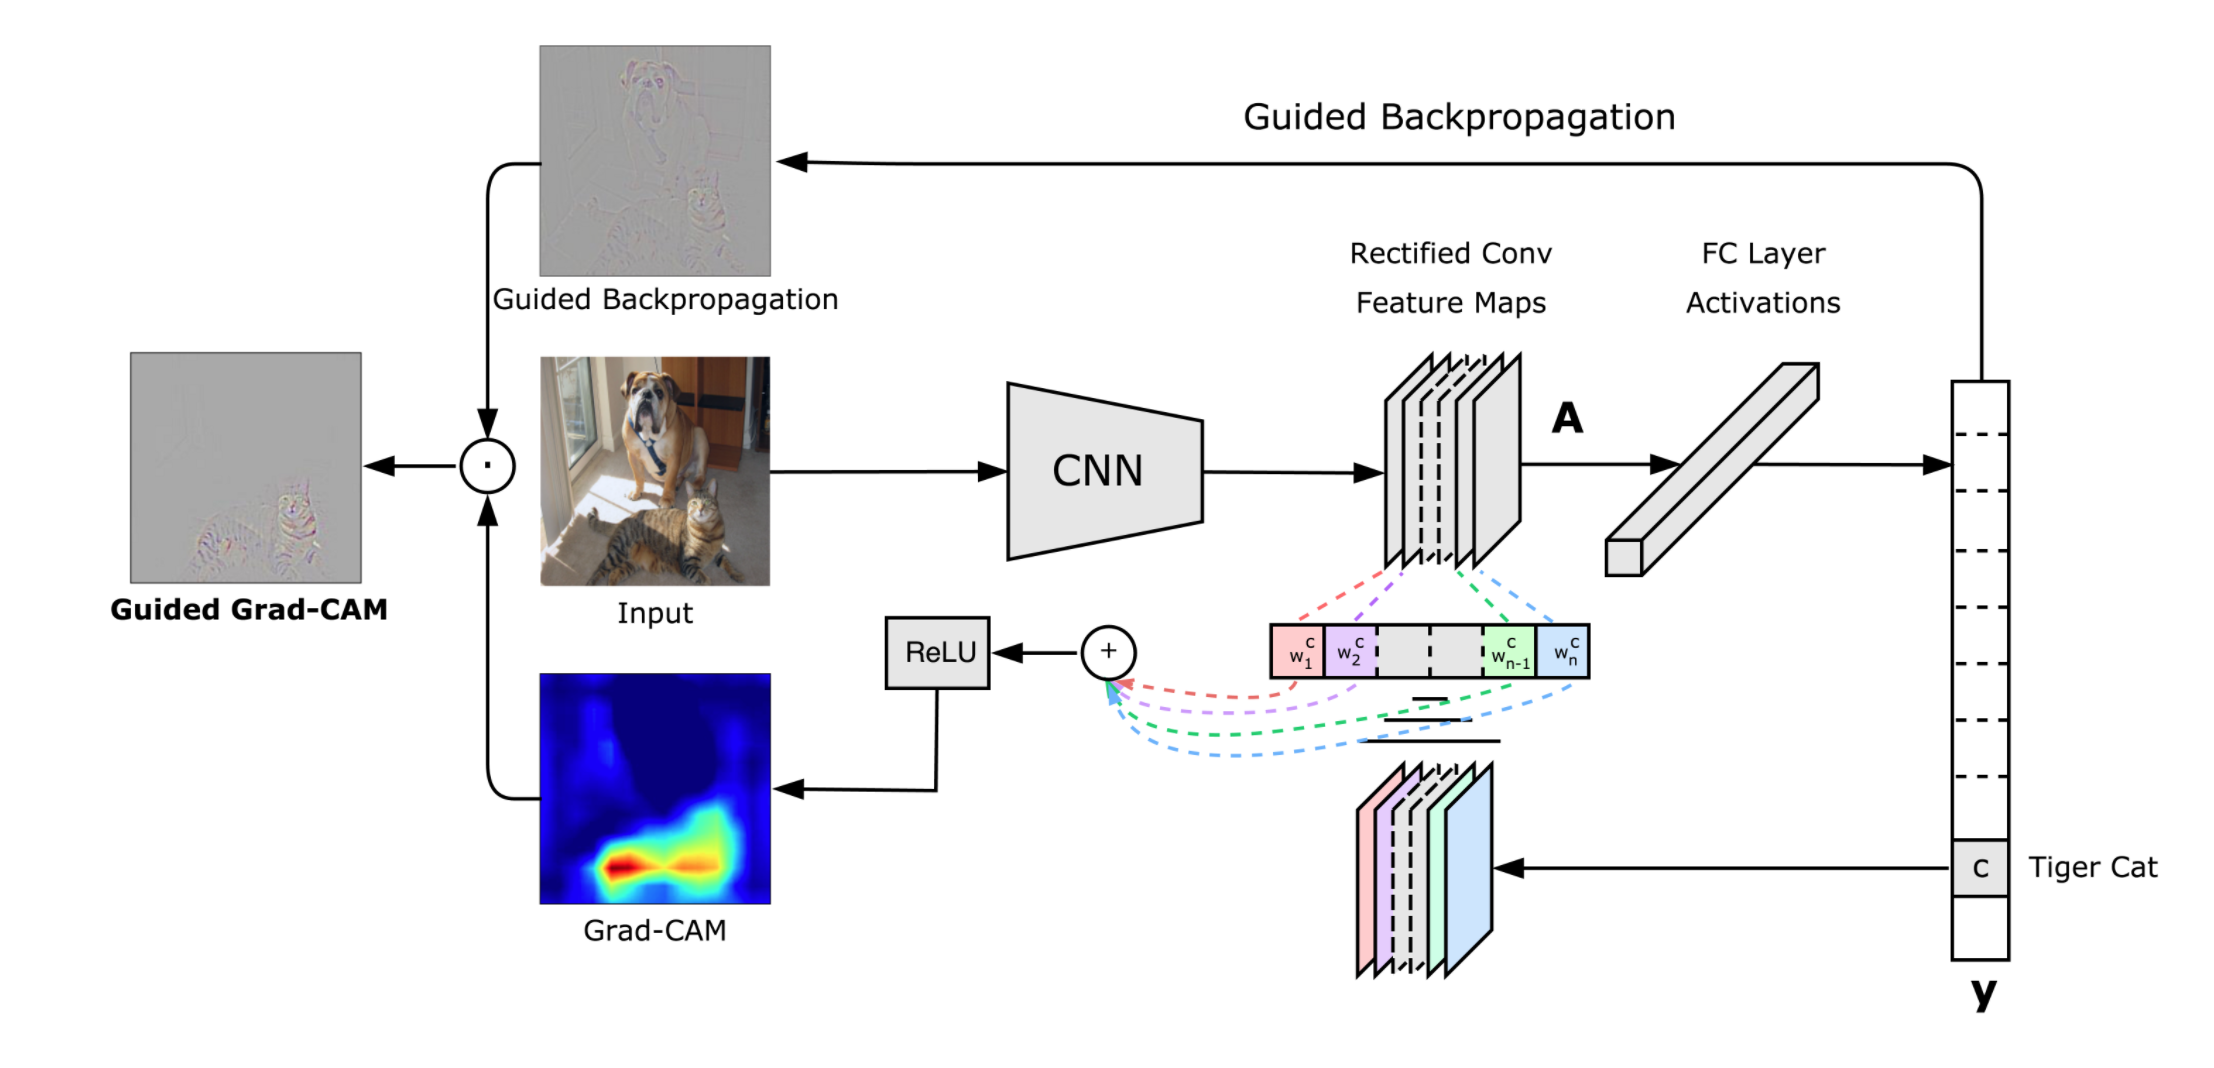 Guided Backpropagation
Rectified Conv
Feature Maps
FC Layer
Activations
Guided Backpropagation
A
CNN
Guided Grad-CAM
Input
ReLU
+
w1c w2c wn-1c wnc
c
Tiger Cat
Grad-CAM
y